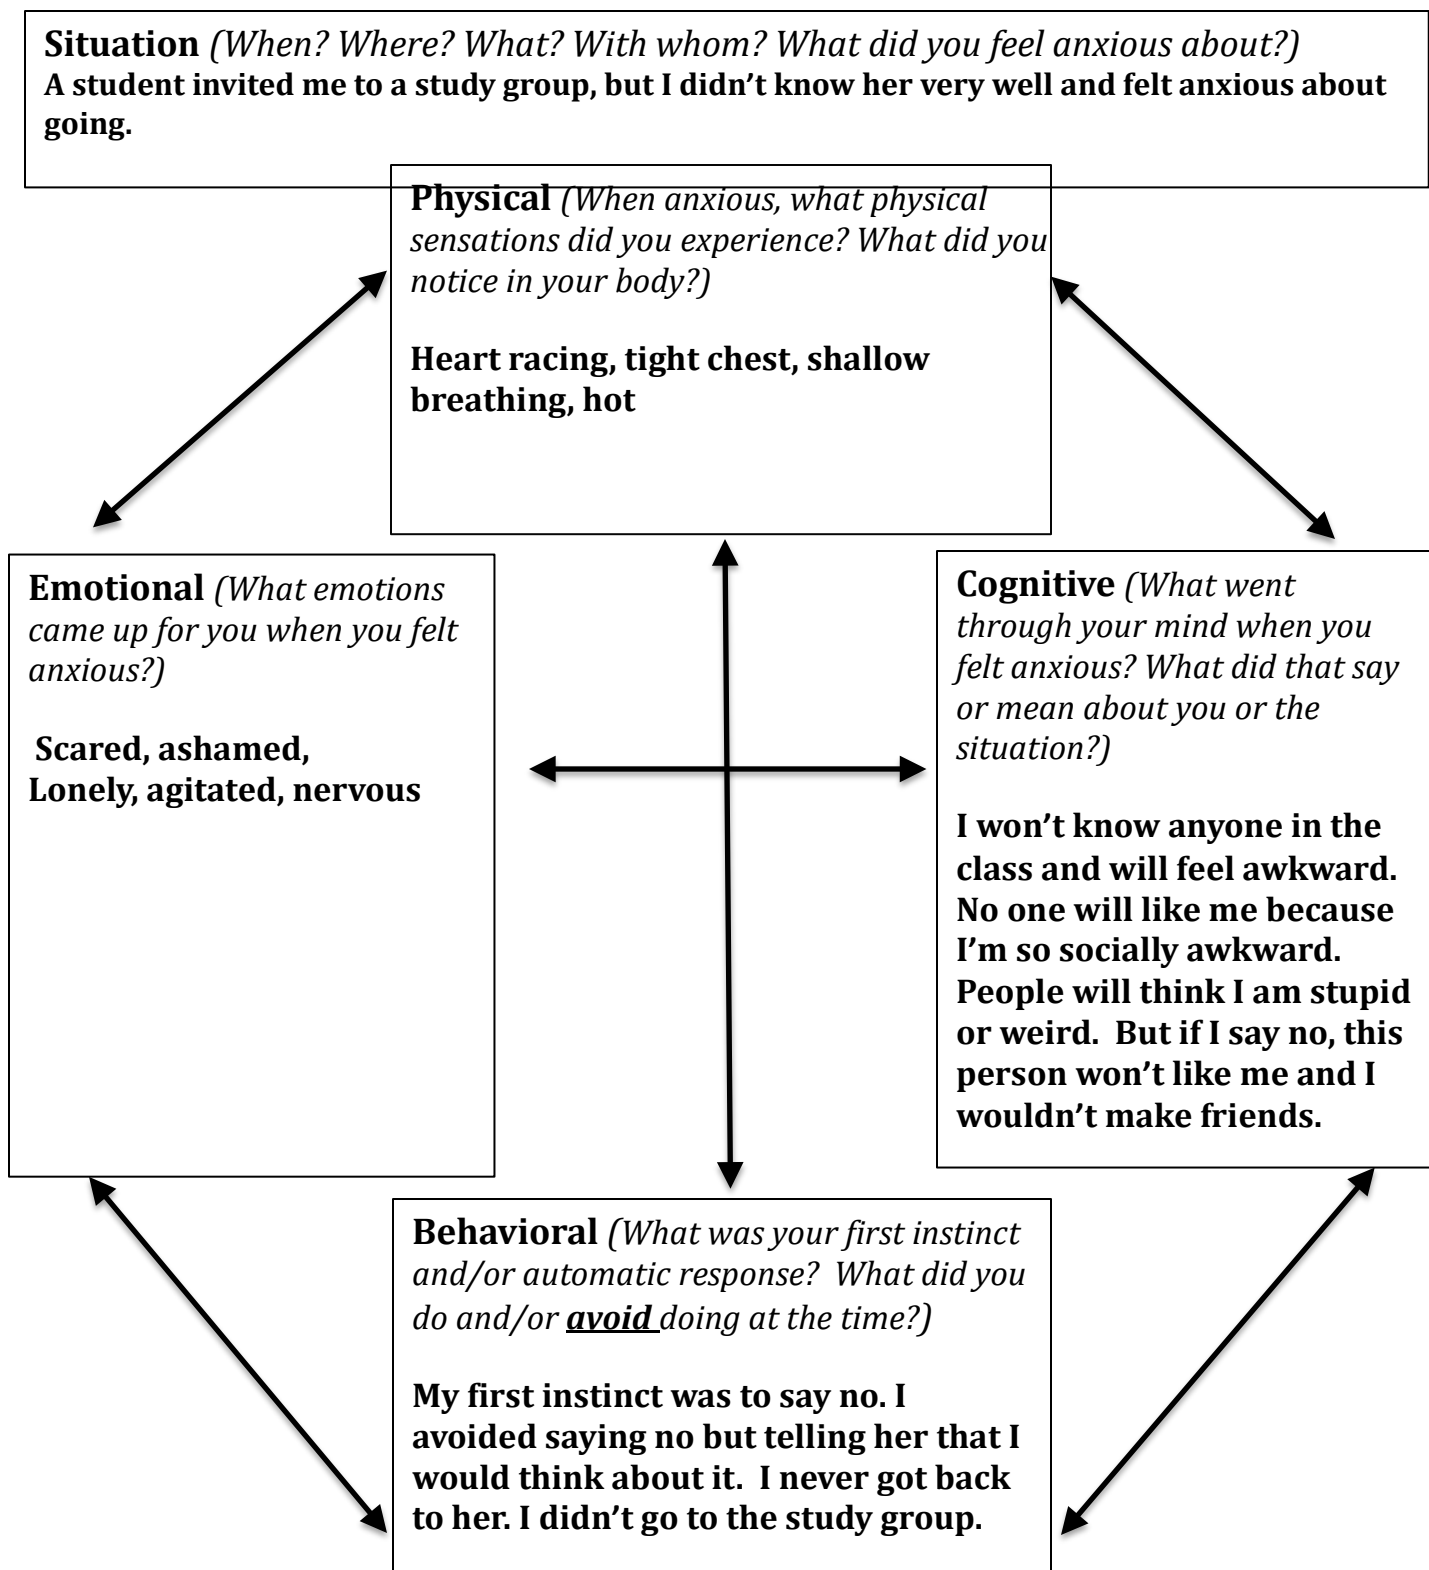 Situation (When? Where? What? With whom? What did you feel anxious about?)
A student invited me to a study group, but I didn’t know her very well and felt anxious about
going.
Physical (When anxious, what physical
sensations did you experience? What did you
notice in your body?)
Heart racing, tight chest, shallow
breathing, hot
Emotional (What emotions
came up for you when you felt
anxious?)
Scared, ashamed,
Lonely, agitated, nervous
Cognitive (What went
through your mind when you
felt anxious? What did that say
or mean about you or the
situation?)
I won’t know anyone in the
class and will feel awkward.
No one will like me because
I’m so socially awkward.
People will think I am stupid
or weird.  But if I say no, this
person won’t like me and I
wouldn’t make friends.
Behavioral (What was your first instinct
and/or automatic response?  What did you
do and/or avoid doing at the time?)
My first instinct was to say no. I
avoided saying no but telling her that I
would think about it.  I never got back
to her. I didn’t go to the study group.